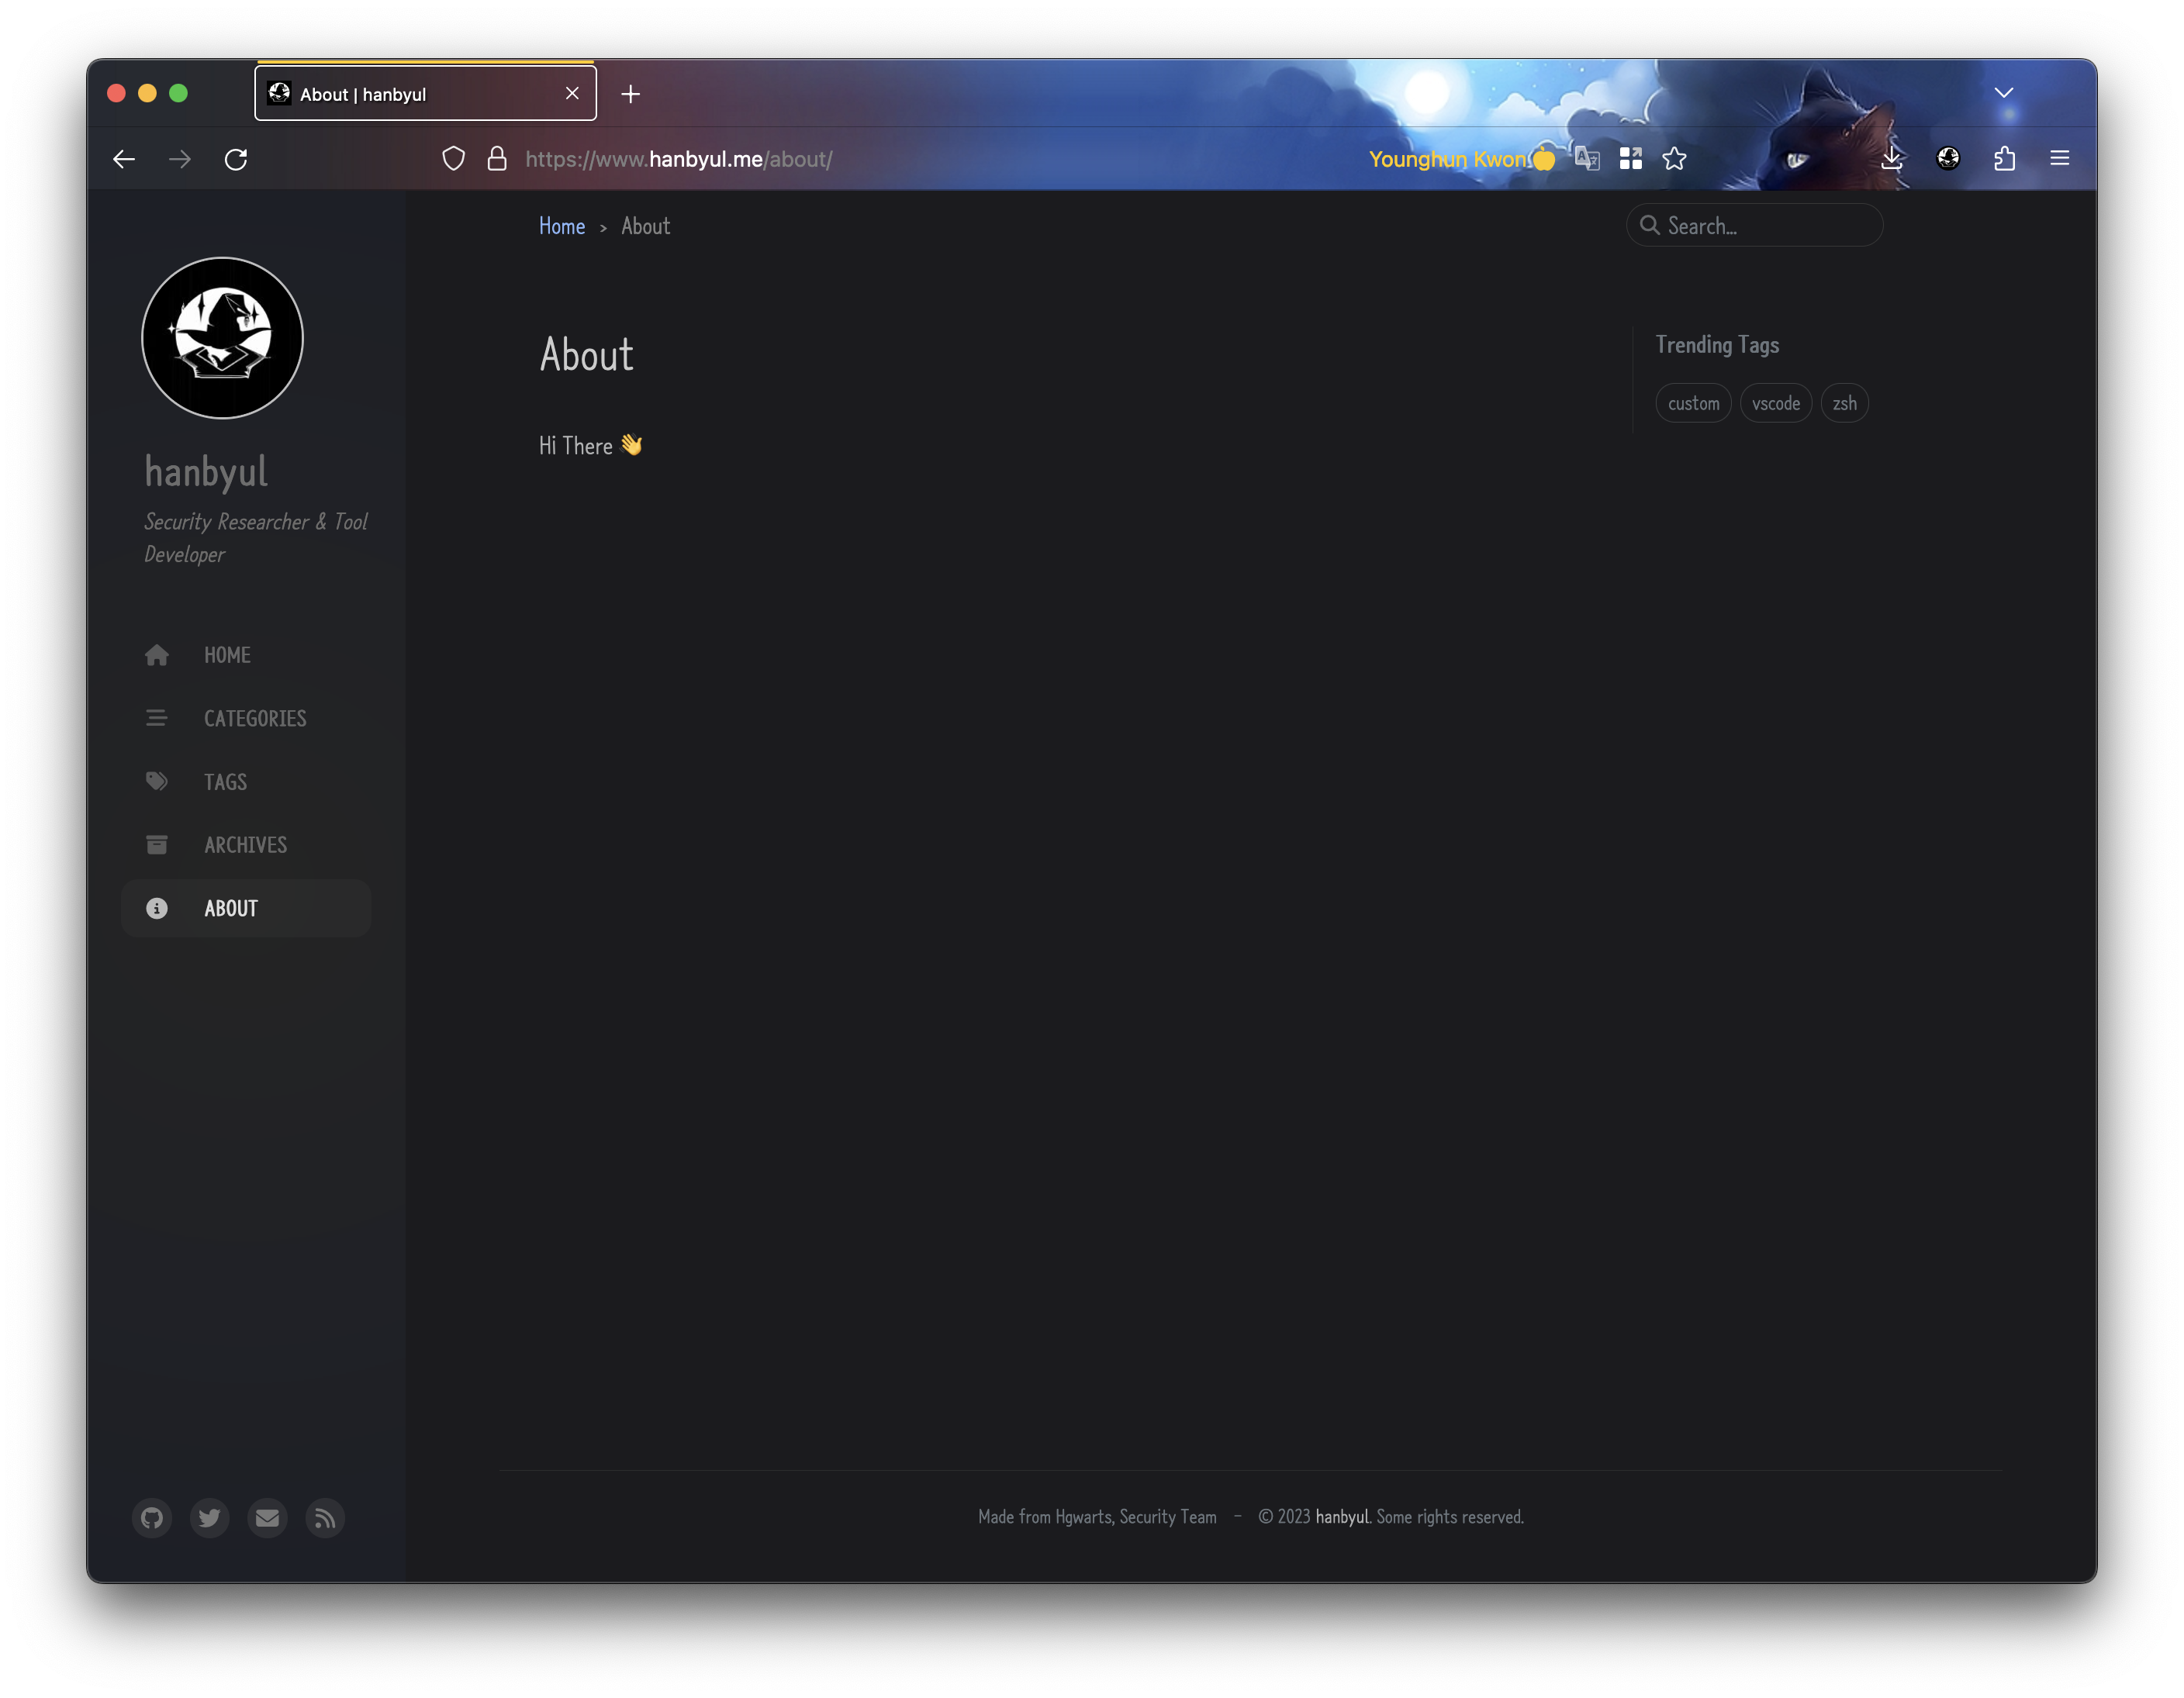 About | hanbyul
https://www.hanbyul.me/about/
Younghun Kwon
Home > About
Search...
hanbyul
Security Researcher & Tool
Developer
HOME
CATEGORIES
TAGS
ARCHIVES
ABOUT
About
Hi There 👋
Trending Tags
custom vscode zsh
Made from Hgwarts, Security Team - © 2023 hanbyul. Some rights reserved.